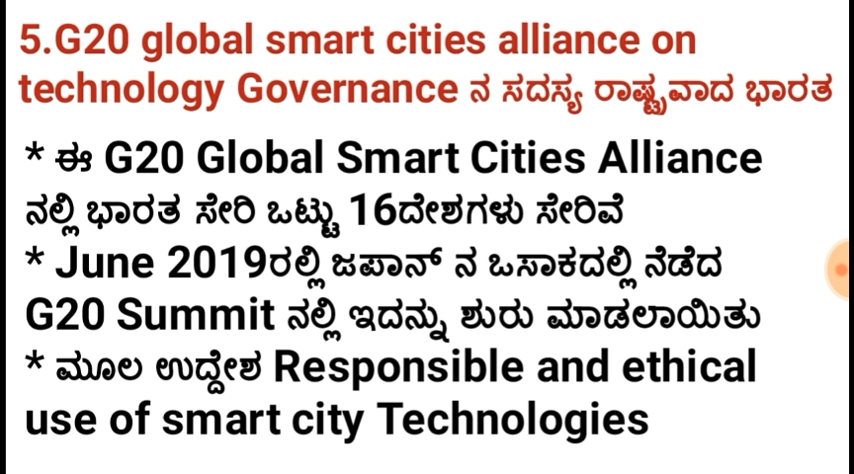 5.G20 global smart cities alliance on
technology Governance ನ ಸದಸ್ಯ ರಾಷ್ಟ್ರವಾದ ಭಾರತ
* ಈ G20 Global Smart Cities Alliance
ನಲ್ಲಿ ಭಾರತ ಸೇರಿ ಒಟ್ಟು 16ದೇಶಗಳು ಸೇರಿವೆ
* June 2019ರಲ್ಲಿ ಜಪಾನ್ ನ ಒಸಾಕದಲ್ಲಿ ನೆಡೆದ
G20 Summit ನಲ್ಲಿ ಇದನ್ನು ಶುರು ಮಾಡಲಾಯಿತು
* ಮೂಲ ಉದ್ದೇಶ Responsible and ethical
use of smart city Technologies